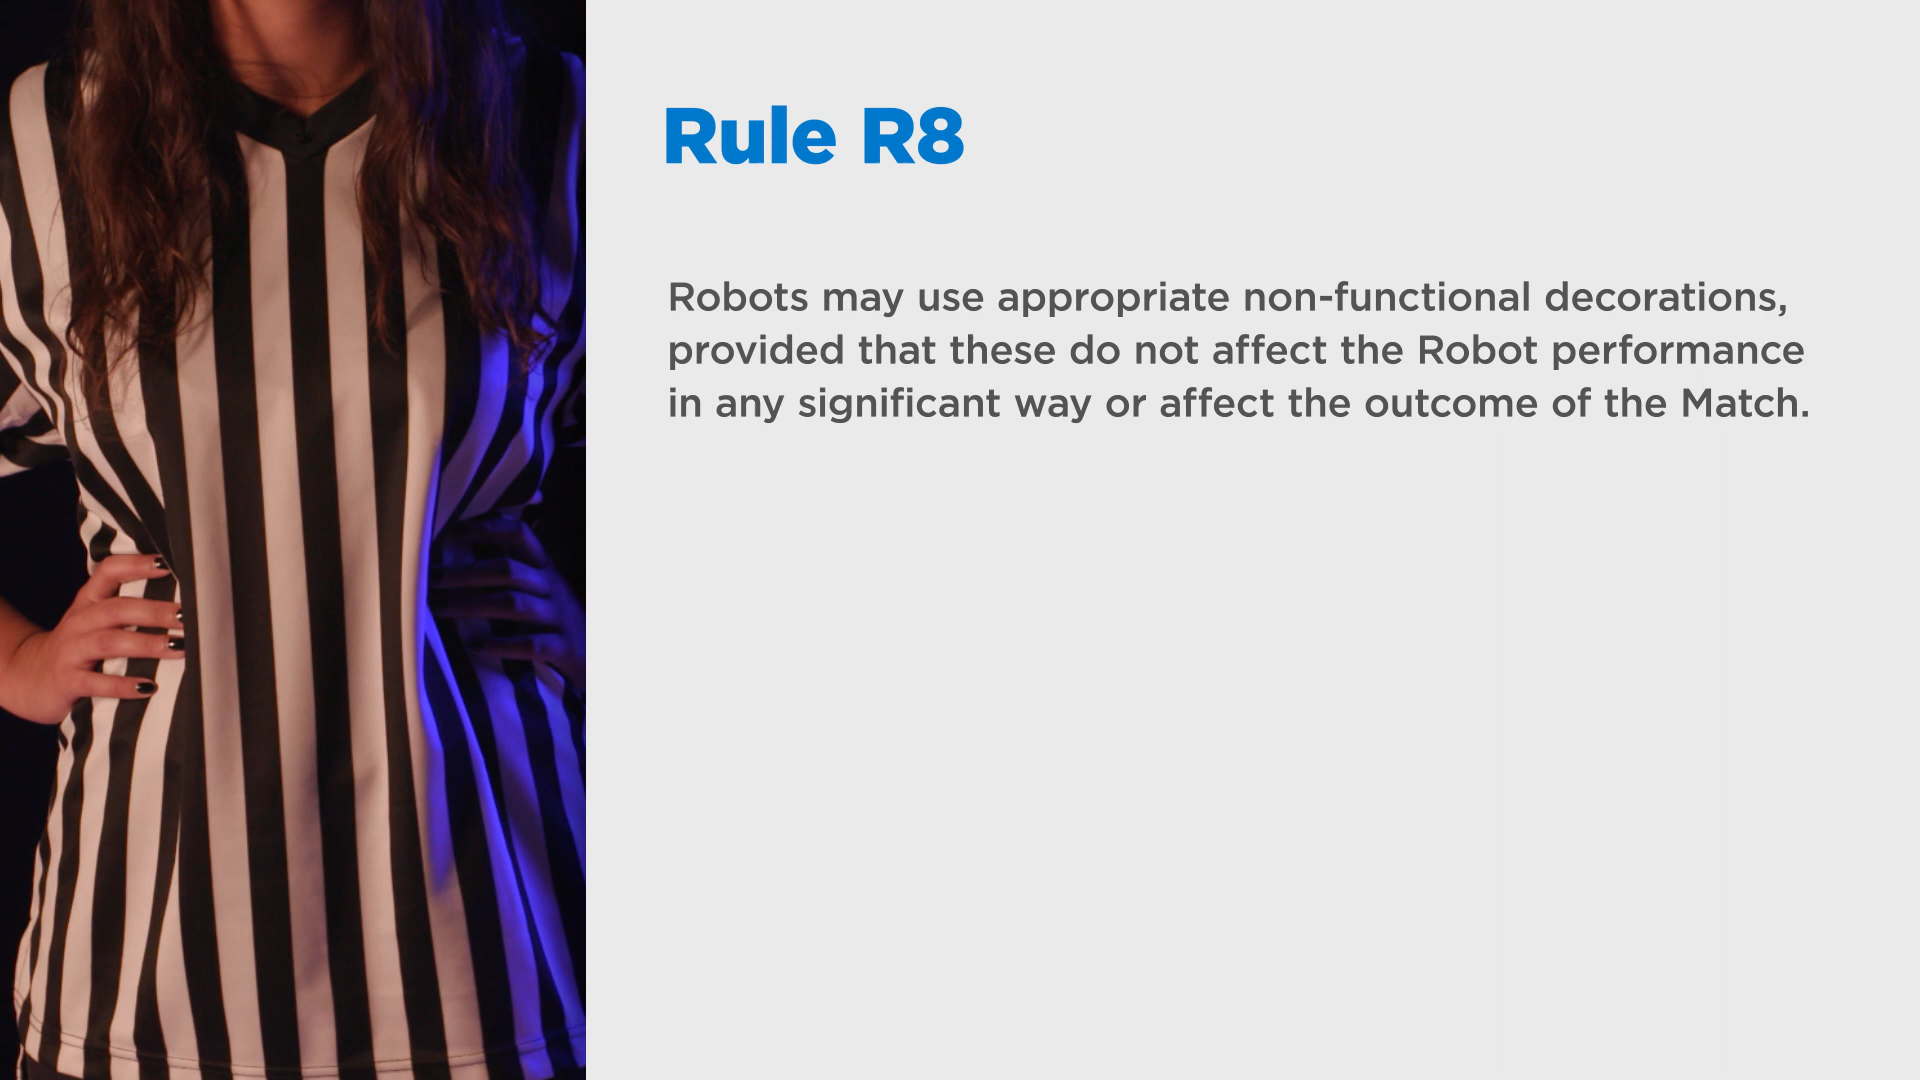 Rule R8
Robots may use appropriate non-functional decorations,
provided that these do not affect the Robot performance
in any significant way or affect the outcome of the Match.